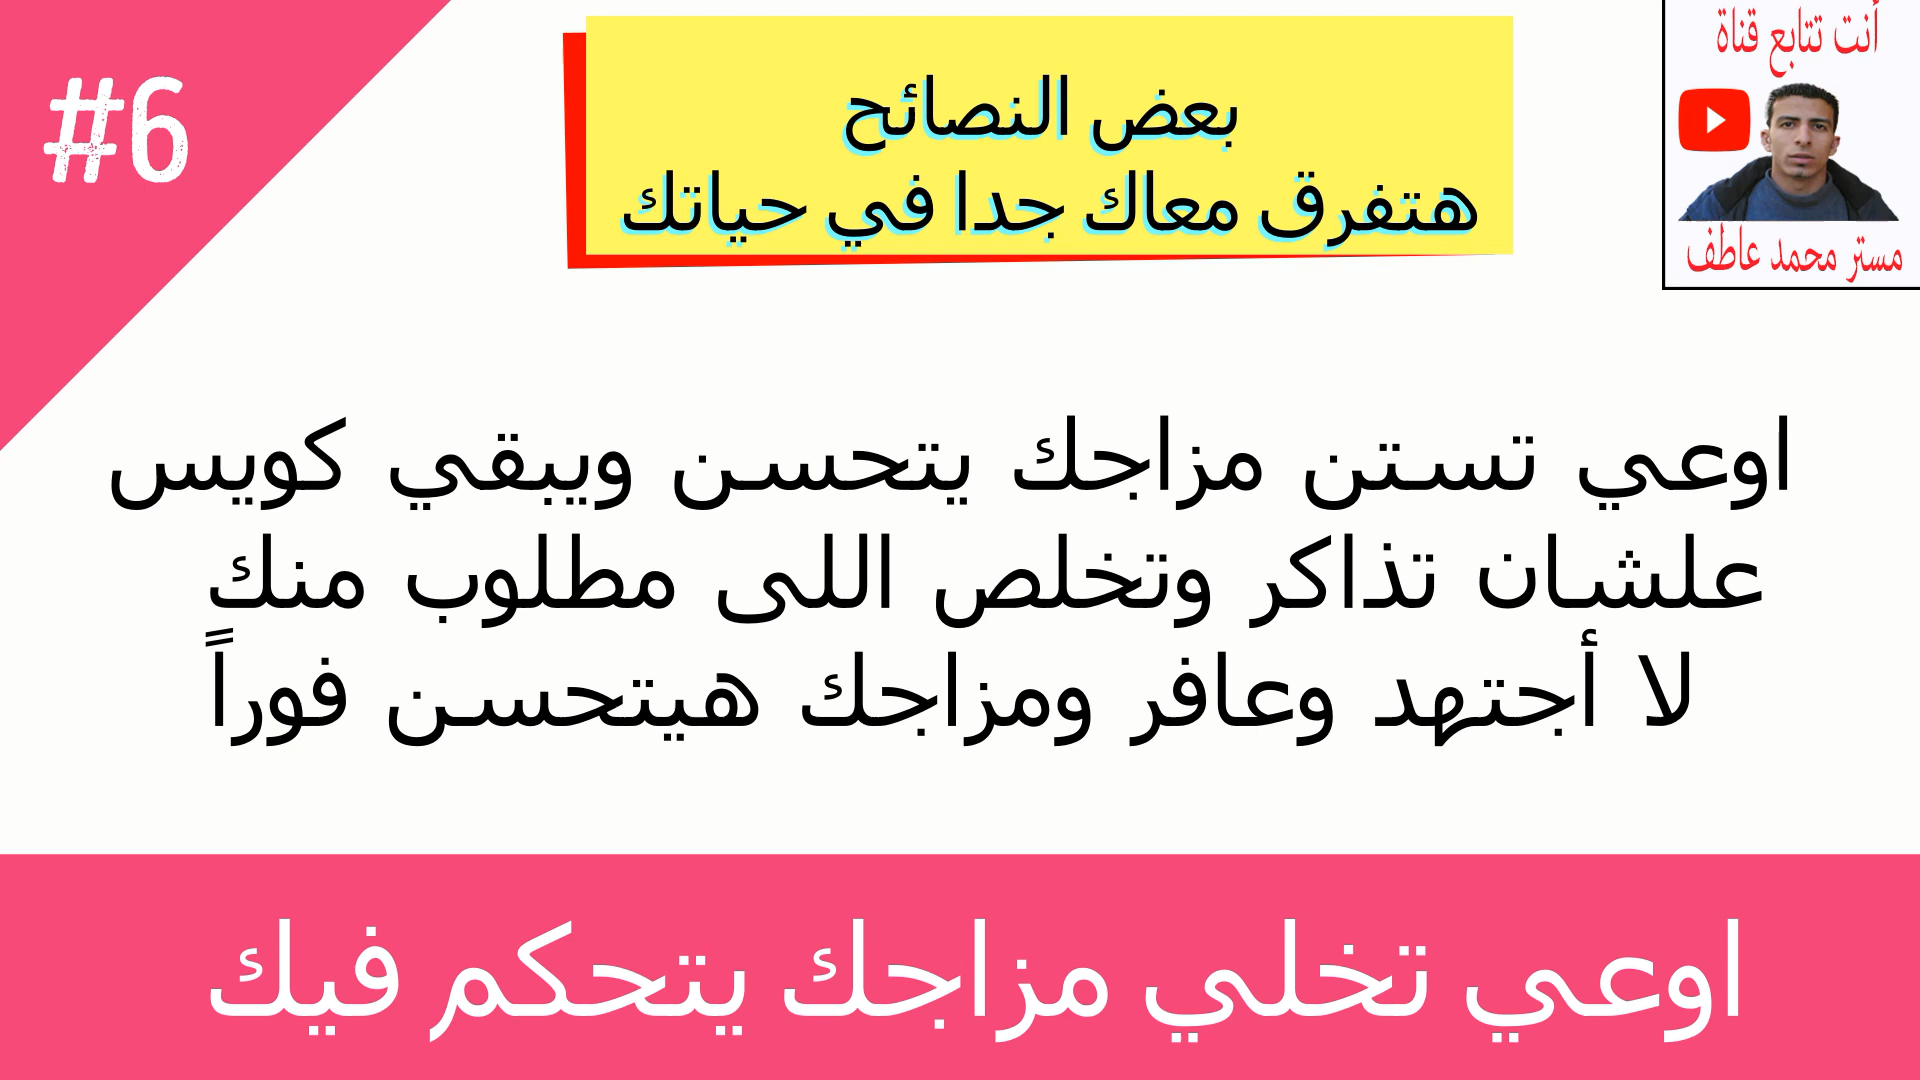 #6
بعض النصائح
هتفرق معاك جدا في حياتك
أنت تتابع قناة
مستر محمد عاطف
اوعي تستن مزاجك يتحسن ويبقي كويس
علشان تذاكر وتخلص اللى مطلوب منك
لا أجتهد وعافر ومزاجك هيتحسن فوراً
اوعي تخلي مزاجك يتحكم فيك